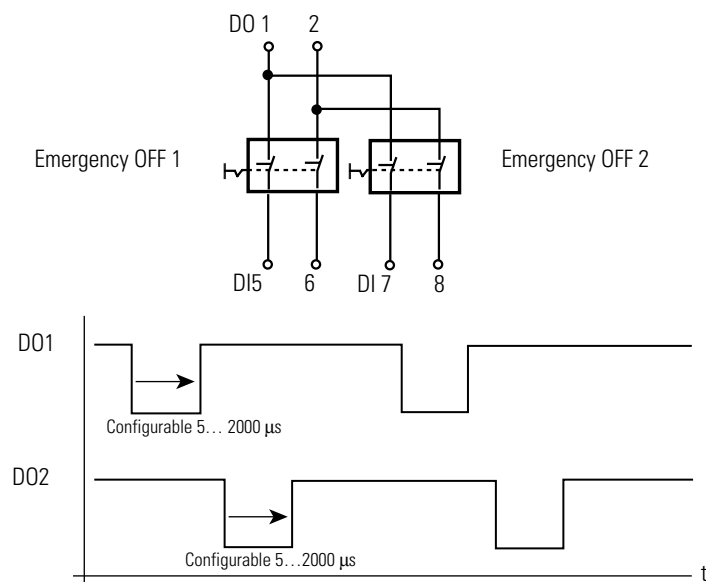 DO 1 2
Emergency OFF 1
Emergency OFF 2
DI5 6 DI 7 8
DO1
Configurable 5… 2000 µs
DO2
Configurable 5…2000 µs
t